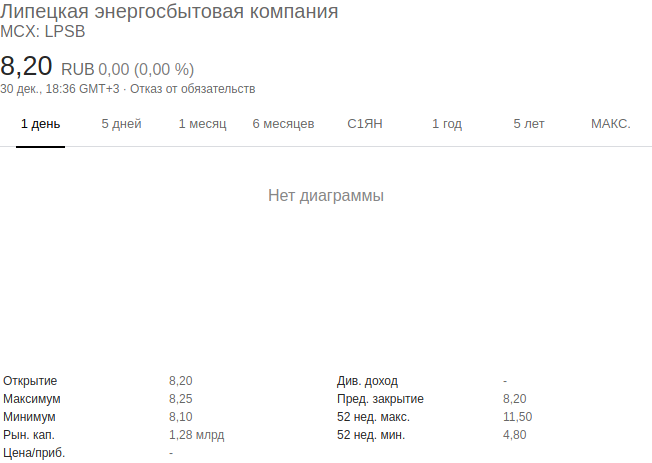 Липецкая энергосбытовая компания
MCX: LPSB
8,20 RUB 0,00 (0,00 %)
30 дек., 18:36 GMT+3 · Отказ от обязательств
1 день 5 дней 1 месяц 6 месяцев С1ЯН 1 год 5 лет МАКС.
Нет диаграммы
Открытие 8,20 Див. доход -
Максимум 8,25 Пред. закрытие 8,20
Минимум 8,10 52 нед. макс. 11,50
Рын. кап. 1,28 млрд 52 нед. мин. 4,80
Цена/приб. -